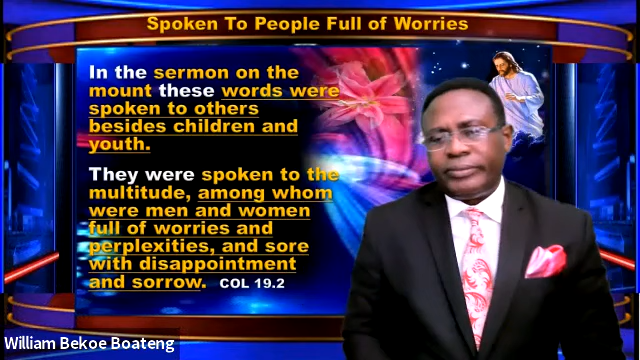 Spoken To People Full of Worries
In the sermon on the
mount these words were
spoken to others
besides children and
youth.
They were spoken to the
multitude, among whom
were men and women
full of worries and
perplexities, and sore
with disappointment
and sorrow. COL 19.2
William Bekoe Boateng